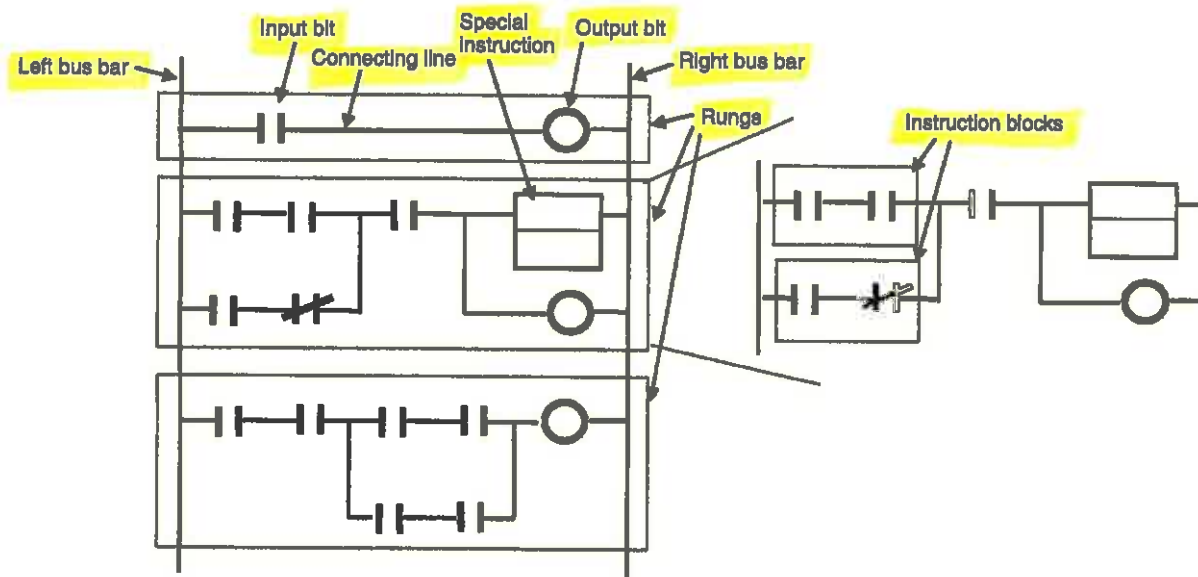 Input bit
Special
instruction
Output bit
Left bus bar
Connecting line
Right bus bar
Rungs
Instruction blocks